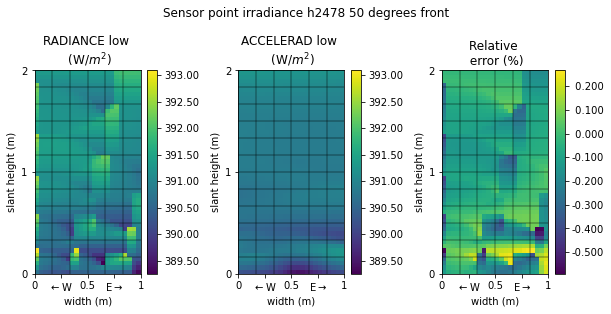 Sensor point irradiance h2478 50 degrees front
RADIANCE low
(W/m²)
ACCELERAD low
(W/m²)
Relative
error (%)
slant height (m)
2
1
0
0
←W
0.5
E→
1
width (m)
393.00
392.50
392.00
391.50
391.00
390.50
390.00
389.50
slant height (m)
2
1
0
0
←W
0.5
E→
1
width (m)
393.00
392.50
392.00
391.50
391.00
390.50
390.00
389.50
slant height (m)
2
1
0
0
←W
0.5
E→
1
width (m)
0.200
0.100
0.000
-0.100
-0.200
-0.300
-0.400
-0.500